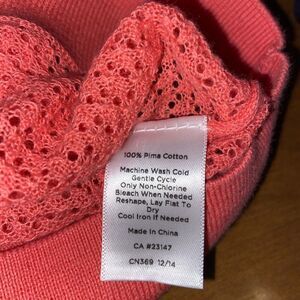 100% Pima Cotton
Machine Wash Cold
Gentle Cycle
Only Non-Chlorine
Bleach When Needed
Reshape, Lay Flat To
Dry
Cool Iron If Needed
Made In China
CA #23147
CN369 12/14